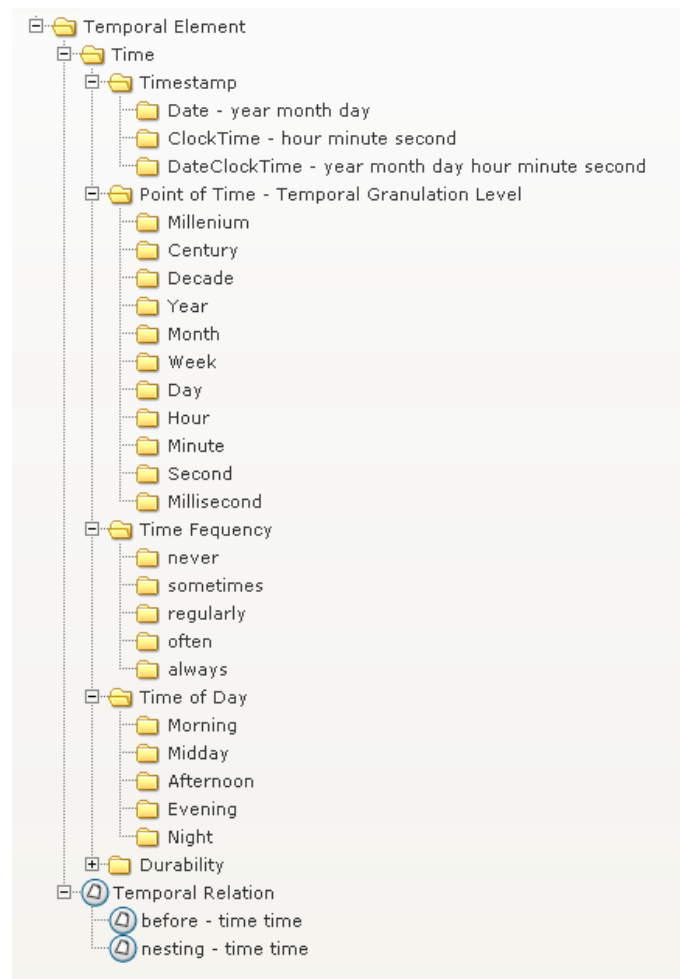 Temporal Element
Time
Timestamp
Date - year month day
ClockTime - hour minute second
DateClockTime - year month day hour minute second
Point of Time - Temporal Granulation Level
Millenium
Century
Decade
Year
Month
Week
Day
Hour
Minute
Second
Millisecond
Time Fequency
never
sometimes
regularly
often
always
Time of Day
Morning
Midday
Afternoon
Evening
Night
Durability
Temporal Relation
before - time time
nesting - time time